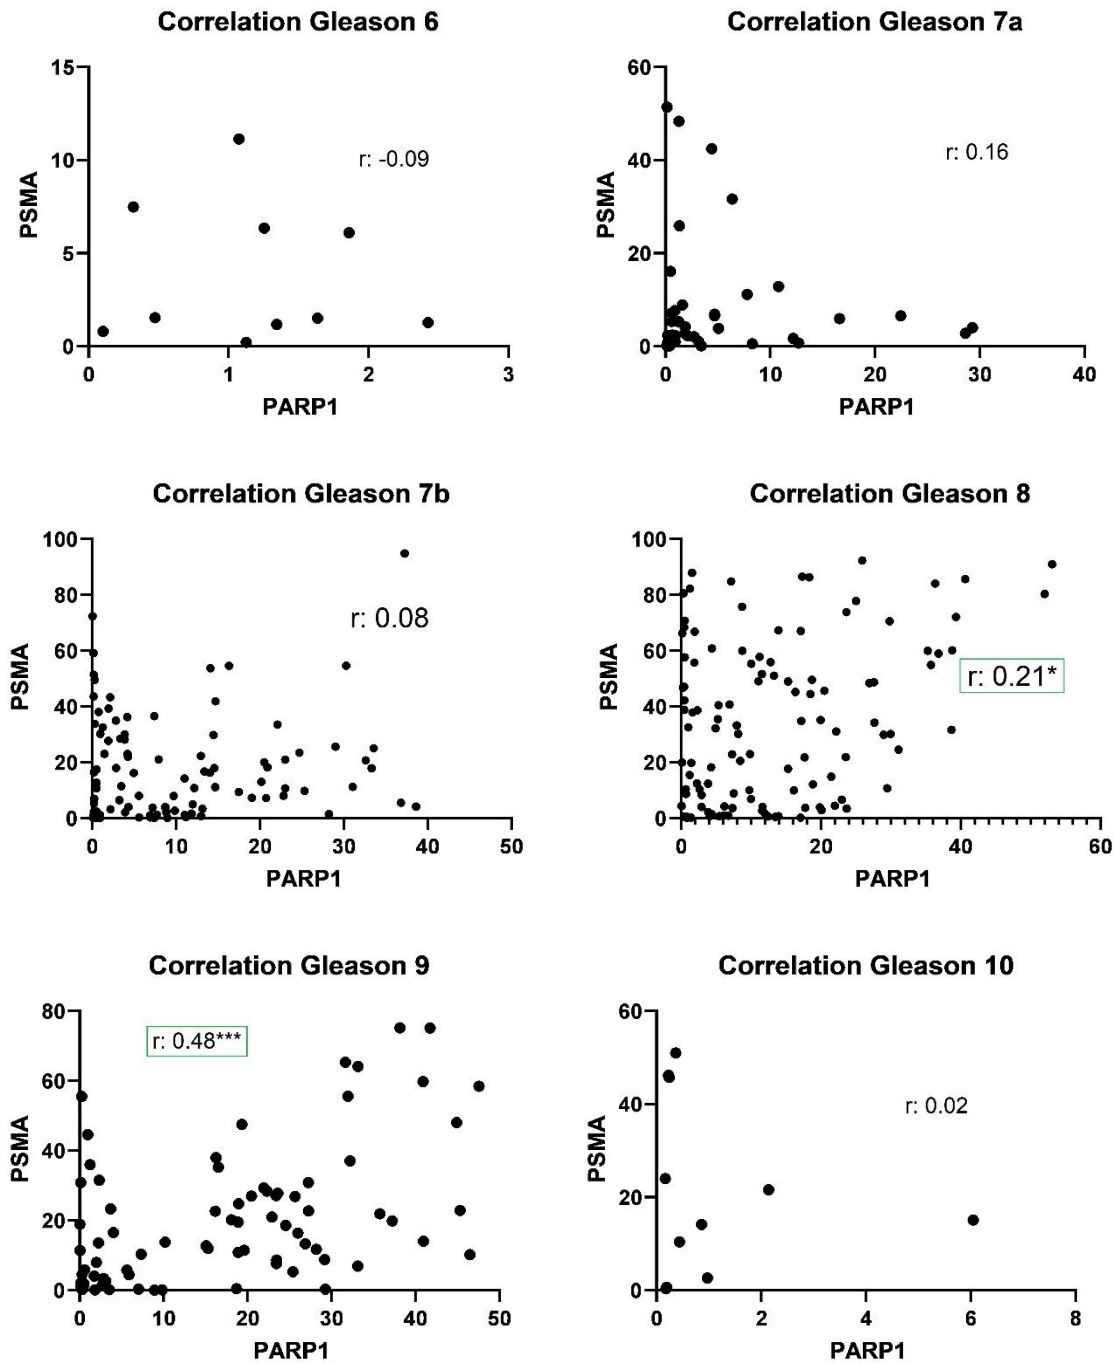 Correlation Gleason 6
15
10
5
0
PSMA
r: -0.09
0 1 2 3
PARP1
Correlation Gleason 7a
60
40
20
0
PSMA
r: 0.16
0 10 20 30 40
PARP1
Correlation Gleason 7b
100
80
60
40
20
0
PSMA
r: 0.08
0 10 20 30 40 50
PARP1
Correlation Gleason 8
100
80
60
40
20
0
PSMA
r: 0.21*
0 20 40 60
PARP1
Correlation Gleason 9
80
60
40
20
0
PSMA
r: 0.48***
0 10 20 30 40 50
PARP1
Correlation Gleason 10
60
40
20
0
PSMA
r: 0.02
0 2 4 6 8
PARP1